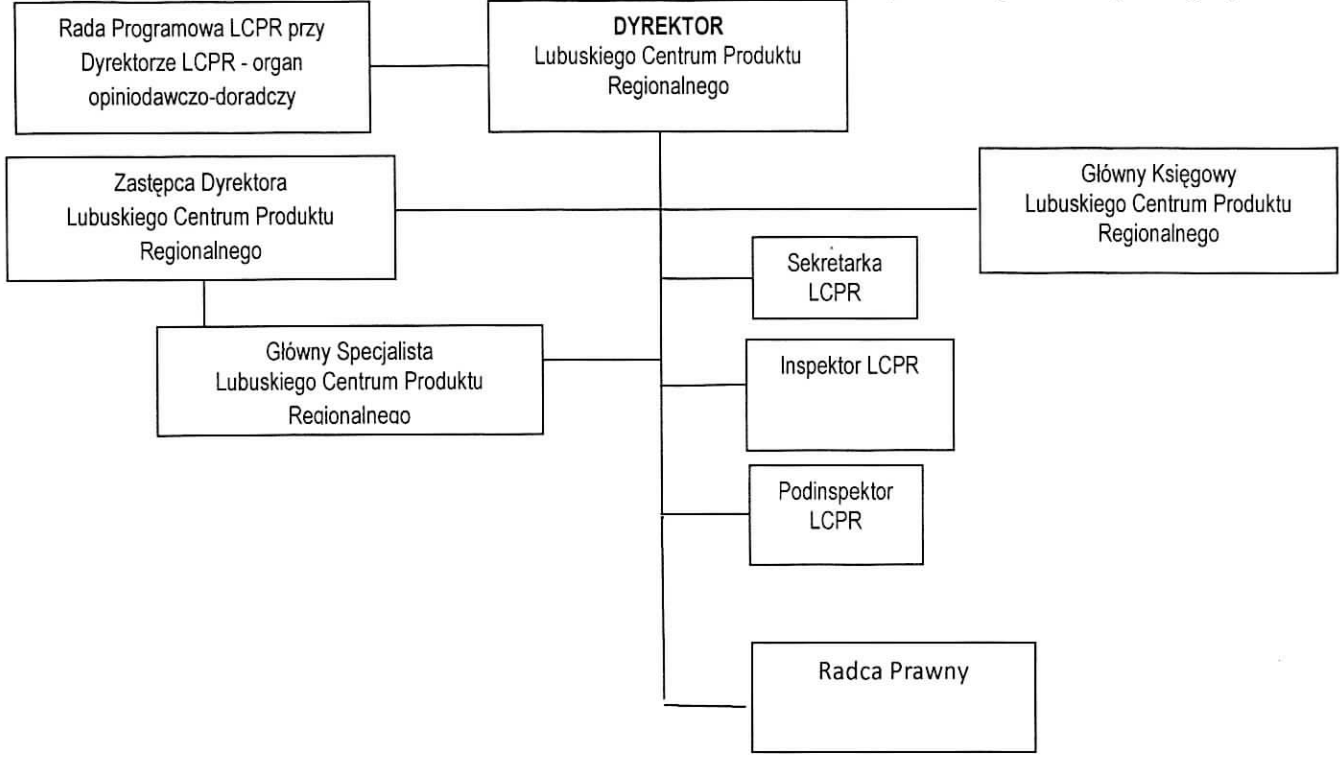 Rada Programowa LCPR przy
Dyrektorze LCPR - organ
opiniodawczo-doradczy
DYREKTOR
Lubuskiego Centrum Produktu
Regionalnego
Zastępca Dyrektora
Lubuskiego Centrum Produktu
Regionalnego
Główny Księgowy
Lubuskiego Centrum Produktu
Regionalnego
Sekretarka
LCPR
Główny Specjalista
Lubuskiego Centrum Produktu
Regionalnego
Inspektor LCPR
Podinspektor
LCPR
Radca Prawny